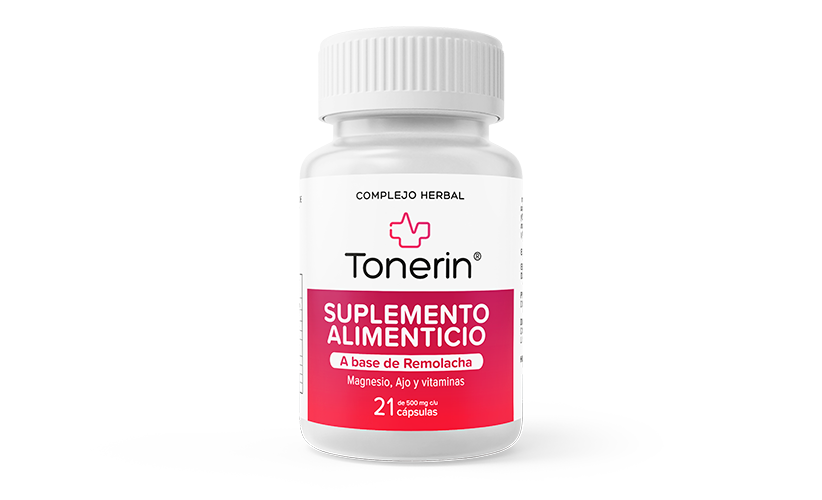 COMPLEJO HERBAL
Tonerin®
SUPLEMENTO
ALIMENTICIO
A base de Remolacha
Magnesio, Ajo y vitaminas
21 de 500 mg c/u
cápsulas